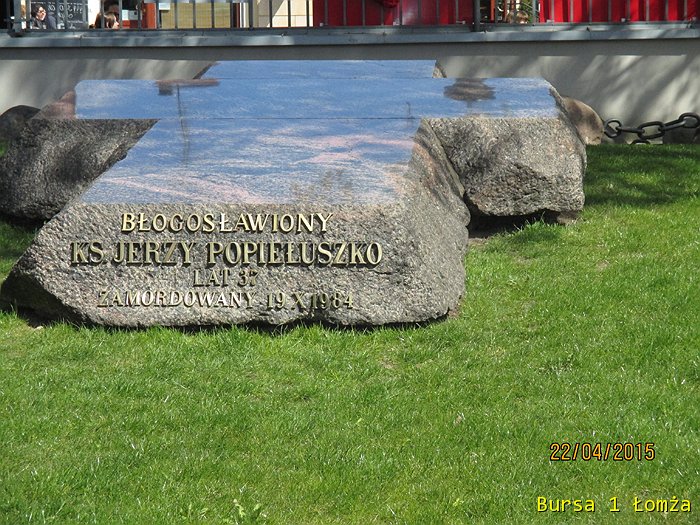 BŁOGOSŁAWIONY
KS. JERZY POPIEŁUSZKO
LAT 37
ZAMORDOWANY 19.X.1984
22/04/2015
Bursa 1 Łomża